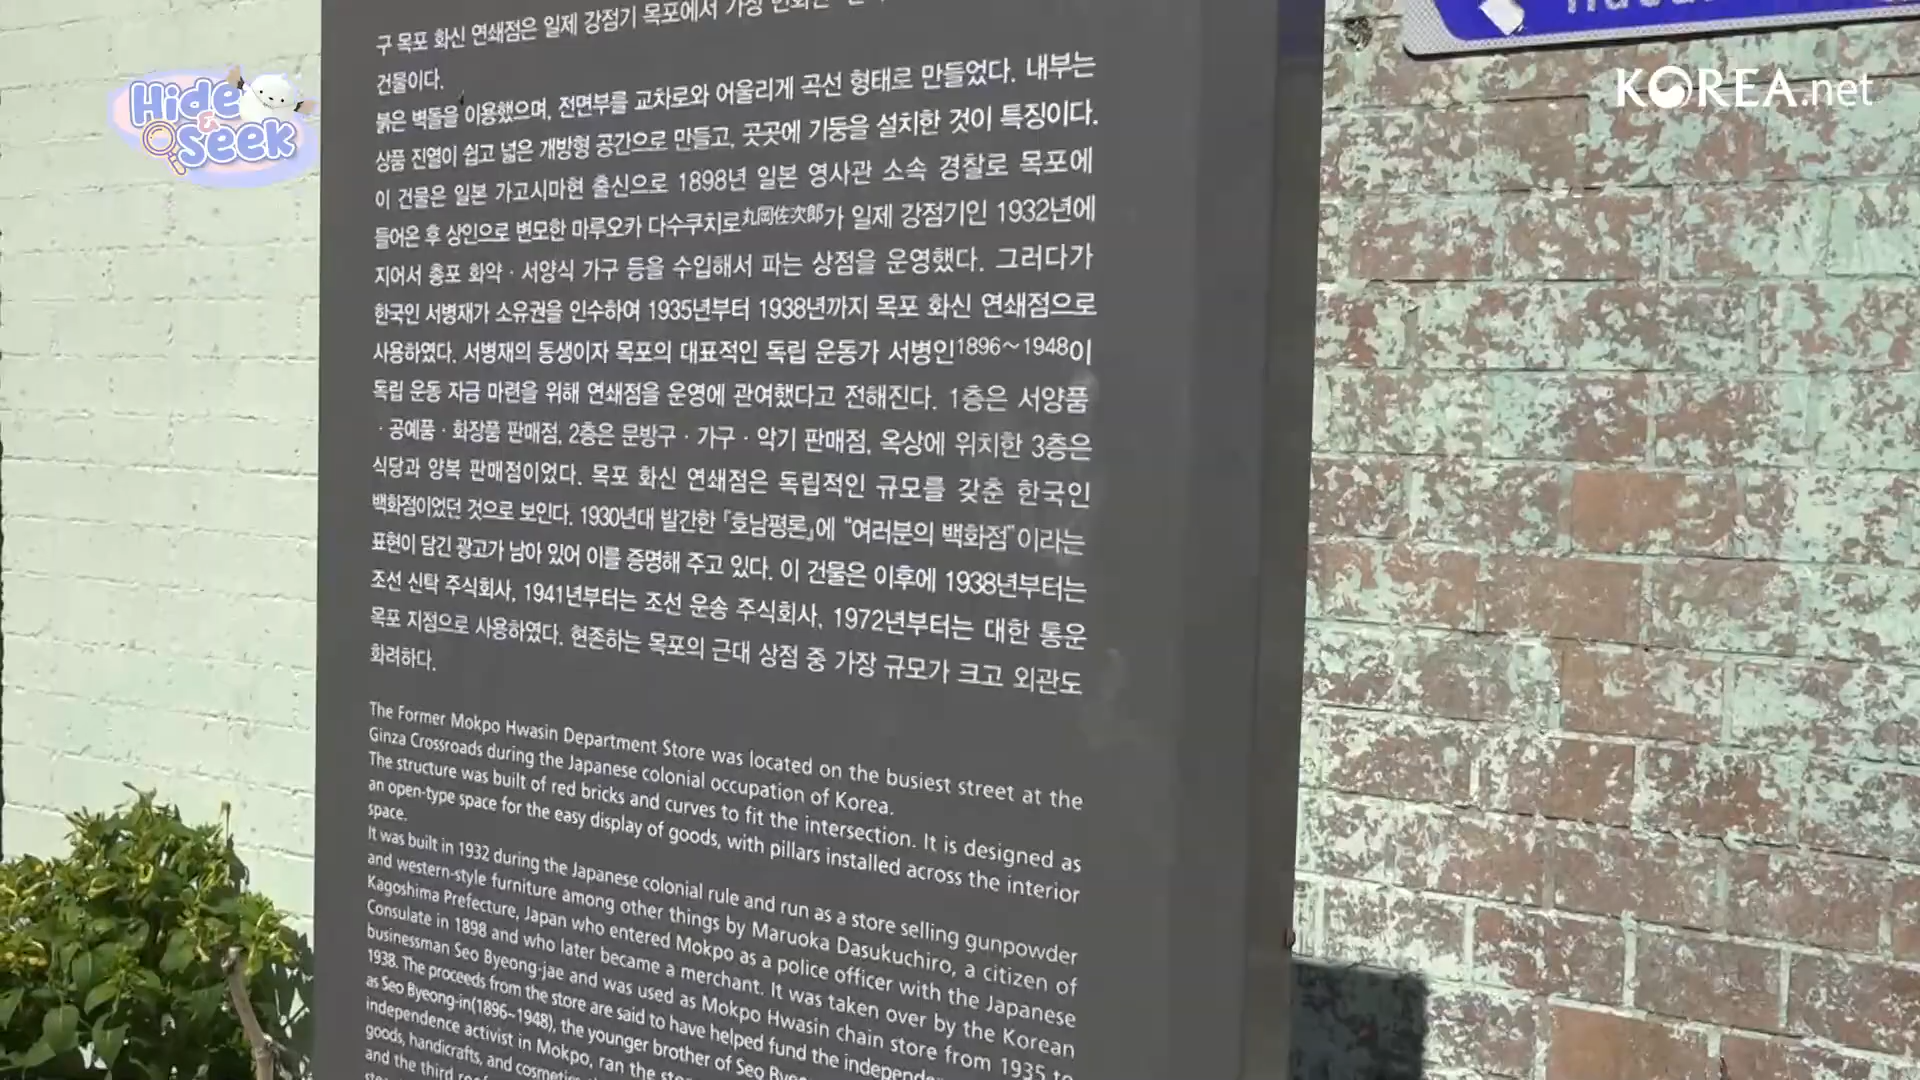 Hide
&
Seek
KOREA.net
구 목포 화신 연쇄점은 일제 강점기 목포에서 가장
건물이다.
붉은 벽돌을 이용했으며, 전면부를 교차로와 어울리게 곡선 형태로 만들었다. 내부는
상품 진열이 쉽고 넓은 개방형 공간으로 만들고, 곳곳에 기둥을 설치한 것이 특징이다.
이 건물은 일본 가고시마현 출신으로 1898년 일본 영사관 소속 경찰로 목포에
들어온 후 상인으로 변모한 마루오카 다수쿠치로丸岡佐次郎가 일제 강점기인 1932년에
지어서 총포 화약 · 서양식 가구 등을 수입해서 파는 상점을 운영했다. 그러다가
한국인 서병재가 소유권을 인수하여 1935년부터 1938년까지 목포 화신 연쇄점으로
사용하였다. 서병재의 동생이자 목포의 대표적인 독립 운동가 서병인1896~1948이
독립 운동 자금 마련을 위해 연쇄점을 운영에 관여했다고 전해진다. 1층은 서양품
· 공예품 · 화장품 판매점, 2층은 문방구 · 가구 · 악기 판매점, 옥상에 위치한 3층은
식당과 양복 판매점이었다. 목포 화신 연쇄점은 독립적인 규모를 갖춘 한국인
백화점이었던 것으로 보인다. 1930년대 발간한 『호남평론』에 “여러분의 백화점”이라는
표현이 담긴 광고가 남아 있어 이를 증명해 주고 있다. 이 건물은 이후에 1938년부터는
조선 신탁 주식회사, 1941년부터는 조선 운송 주식회사, 1972년부터는 대한 통운
목포 지점으로 사용하였다. 현존하는 목포의 근대 상점 중 가장 규모가 크고 외관도
화려하다.
The Former Mokpo Hwasin Department Store was located on the busiest street at the
Ginza Crossroads during the Japanese colonial occupation of Korea.
The structure was built of red bricks and curves to fit the intersection. It is designed as
an open-type space for the easy display of goods, with pillars installed across the interior
space.
It was built in 1932 during the Japanese colonial rule and run as a store selling gunpowder
and western-style furniture among other things by Maruoka Dasukuchiro, a citizen of
Kagoshima Prefecture, Japan who entered Mokpo as a police officer with the Japanese
Consulate in 1898 and who later became a merchant. It was taken over by the Korean
businessman Seo Byeong-jae and was used as Mokpo Hwasin chain store from 1935 to
1938. The proceeds from the store are said to have helped fund the
as Seo Byeong-in(1896~1948), the younger brother of Seo
independence activist in Mokpo, ran the
goods, handicrafts, and
and the third